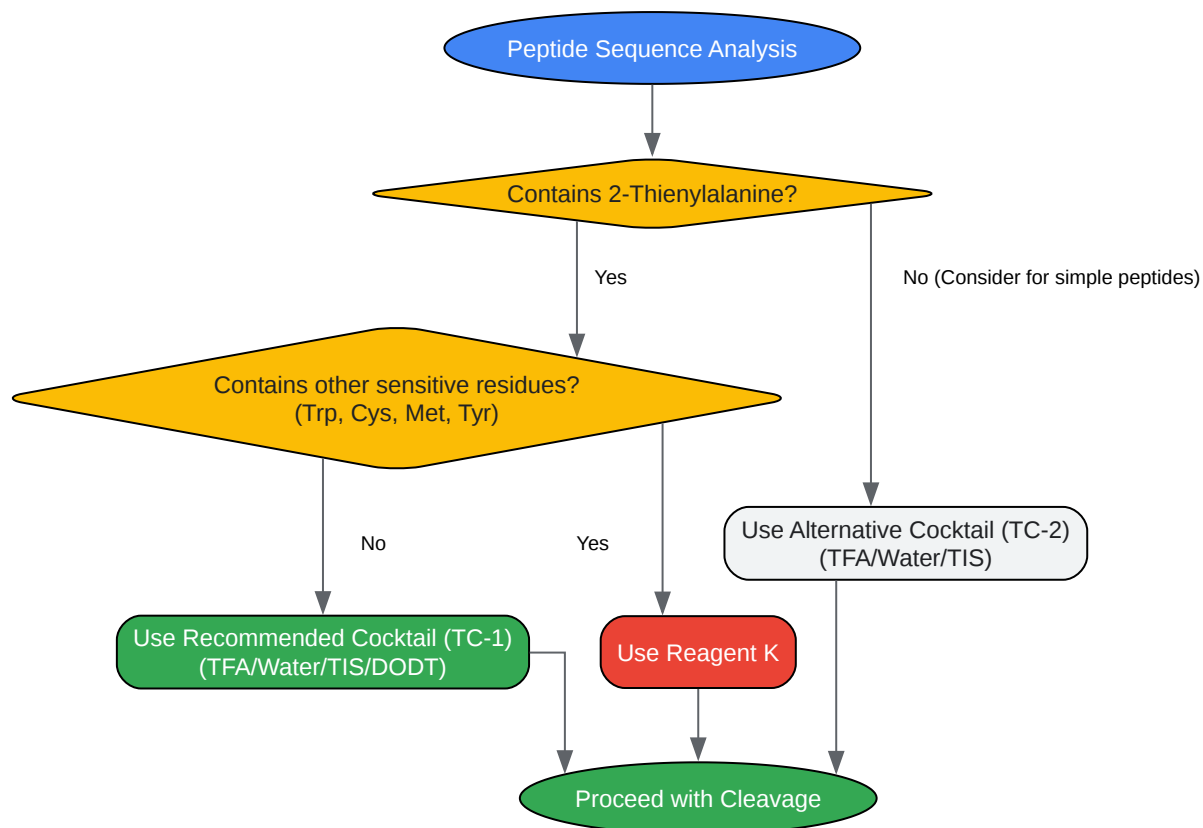 Peptide Sequence Analysis
Contains 2-Thienylalanine?
Yes
No (Consider for simple peptides)
Contains other sensitive residues?
(Trp, Cys, Met, Tyr)
No
Yes
Use Alternative Cocktail (TC-2)
(TFA/Water/TIS)
Use Recommended Cocktail (TC-1)
(TFA/Water/TIS/DODT)
Use Reagent K
Proceed with Cleavage